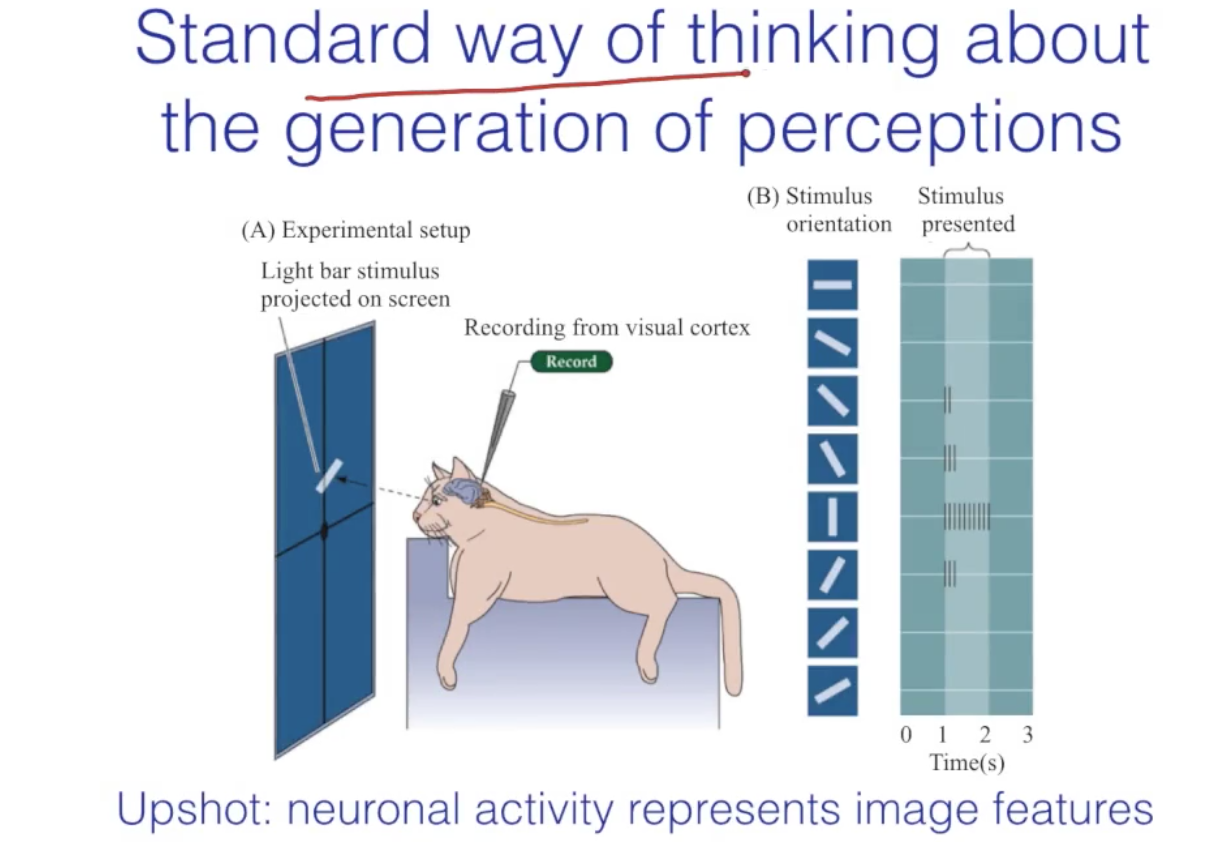 Standard way of thinking about
the generation of perceptions
(A) Experimental setup
Light bar stimulus
projected on screen
Recording from visual cortex
Record
(B) Stimulus
orientation
Stimulus
presented
0 1 2 3
Time(s)
Upshot: neuronal activity represents image features